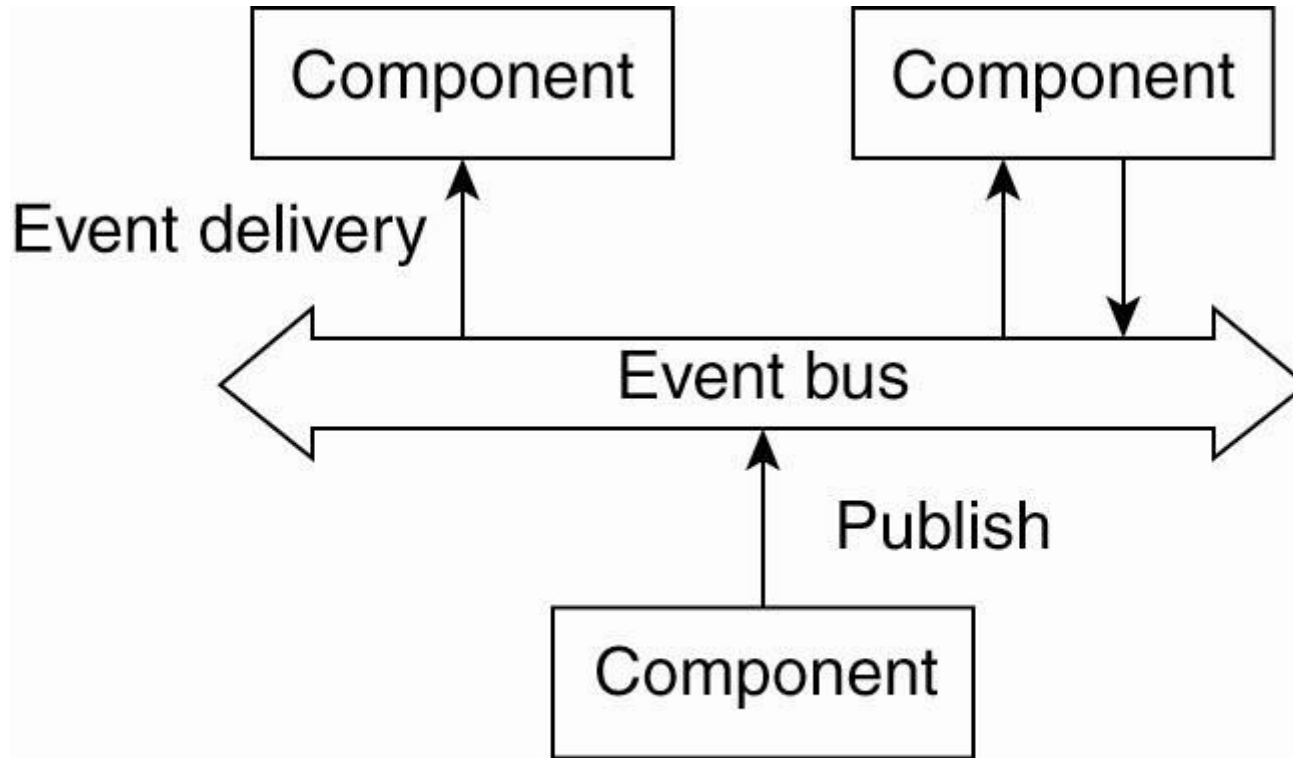 Component
Component
Event delivery
Event bus
Publish
Component